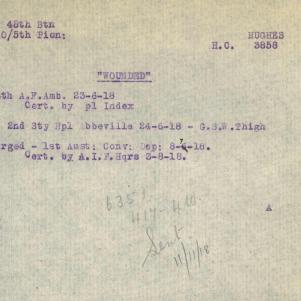 48th Btn
O/5th Pion:
HUGHES
H.C. 3858
"WOUNDED"
th A.F.Amb. 23-6-18
Cert. by pl Index
2nd Sty Hpl Abbeville 24-6-18 - G.S.W.Thigh
rged - 1st Aust: Conv: Dep: 8-
Cert. by A.I.F.Hqrs 3-8-18.
Sent
11/11/18
A